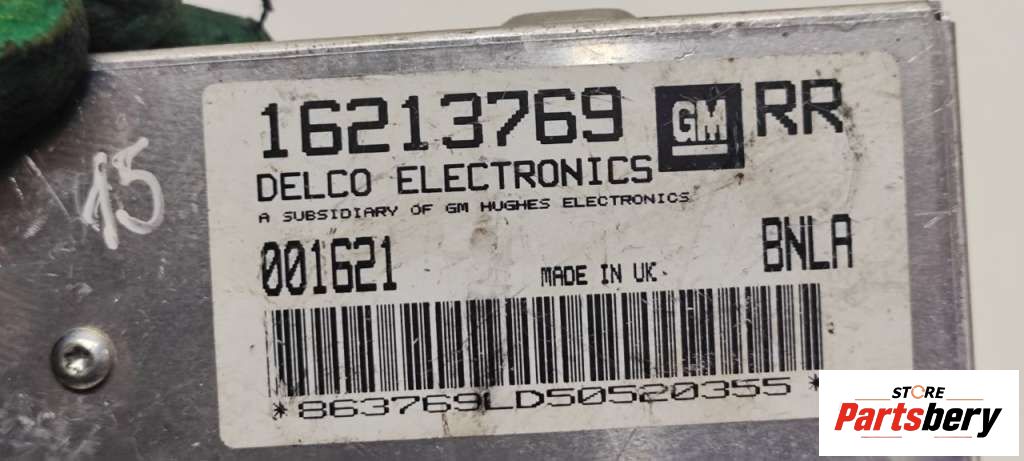 16213769 GM RR
DELCO ELECTRONICS
A SUBSIDIARY OF GM HUGHES ELECTRONICS
001621 MADE IN UK. BNLA
*863769LD50520355*
15
STORE
Partsbery